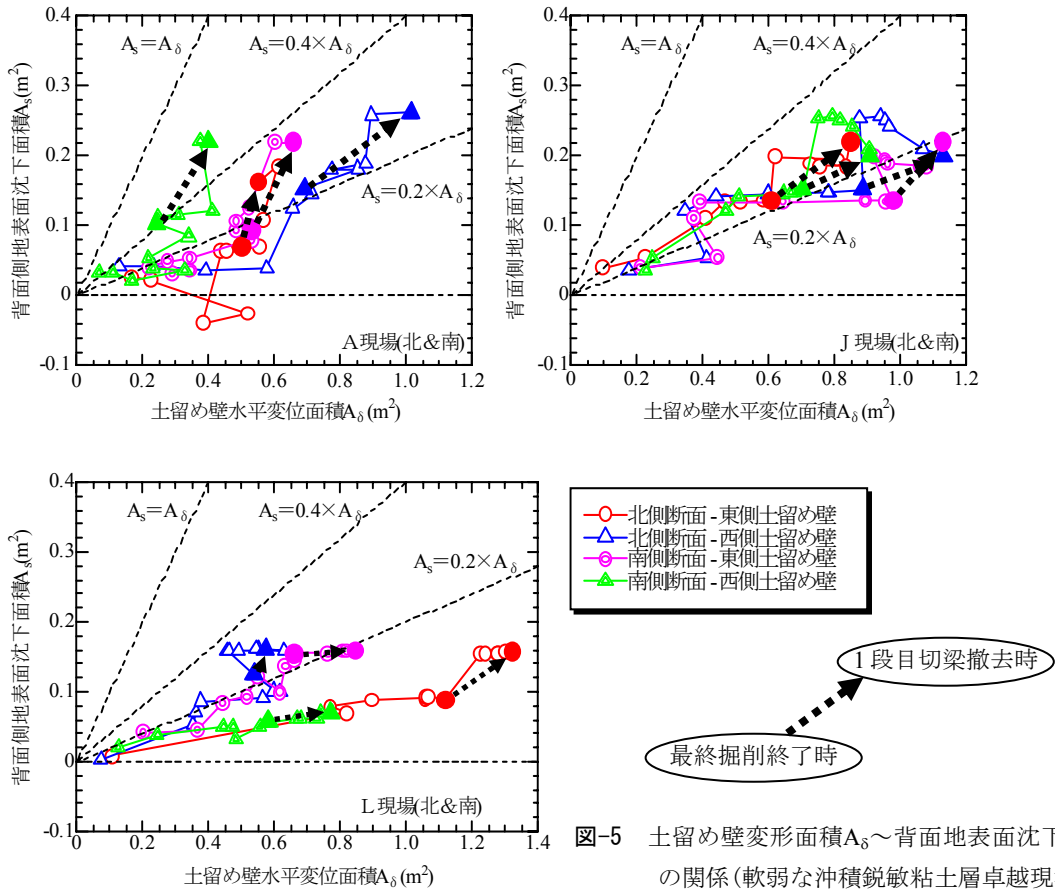 0.4
0.3
0.2
0.1
0
-0.1
背面側地表面沈下面積As(m2)
As=Aδ
As=0.4×Aδ
As=0.2×Aδ
A現場(北&南)
0 0.2 0.4 0.6 0.8 1.0 1.2
土留め壁水平変位面積Aδ(m2)
0.4
0.3
0.2
0.1
0
-0.1
背面側地表面沈下面積As(m2)
As=Aδ
As=0.4×Aδ
As=0.2×Aδ
J現場(北&南)
0 0.2 0.4 0.6 0.8 1.0 1.2
土留め壁水平変位面積Aδ(m2)
0.4
0.3
0.2
0.1
0
-0.1
背面側地表面沈下面積As(m2)
As=Aδ
As=0.4×Aδ
As=0.2×Aδ
L現場(北&南)
0 0.2 0.4 0.6 0.8 1.0 1.2 1.4
土留め壁水平変位面積Aδ(m2)
北側断面-東側土留め壁
北側断面-西側土留め壁
南側断面-東側土留め壁
南側断面-西側土留め壁
1段目切梁撤去時
最終掘削終了時
図-5 土留め壁変形面積Aδ～背面地表面沈下
の関係(軟弱な沖積鋭敏粘土層卓越現